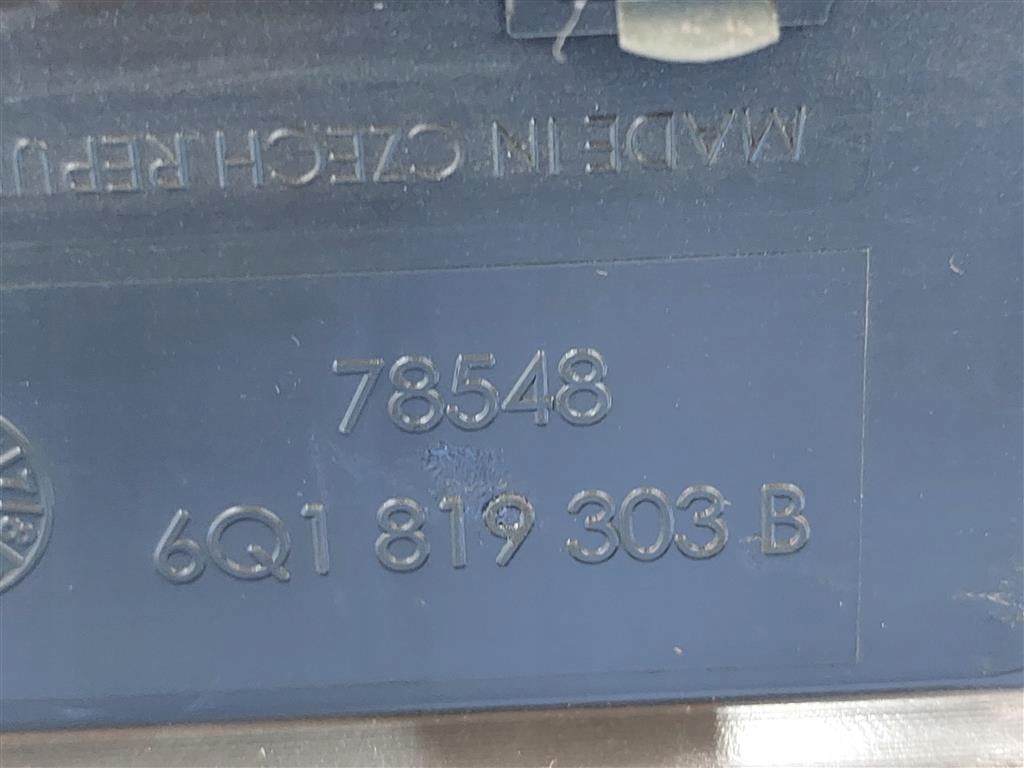 MADE IN CZECH REPU
78548
6Q1 819 303 B